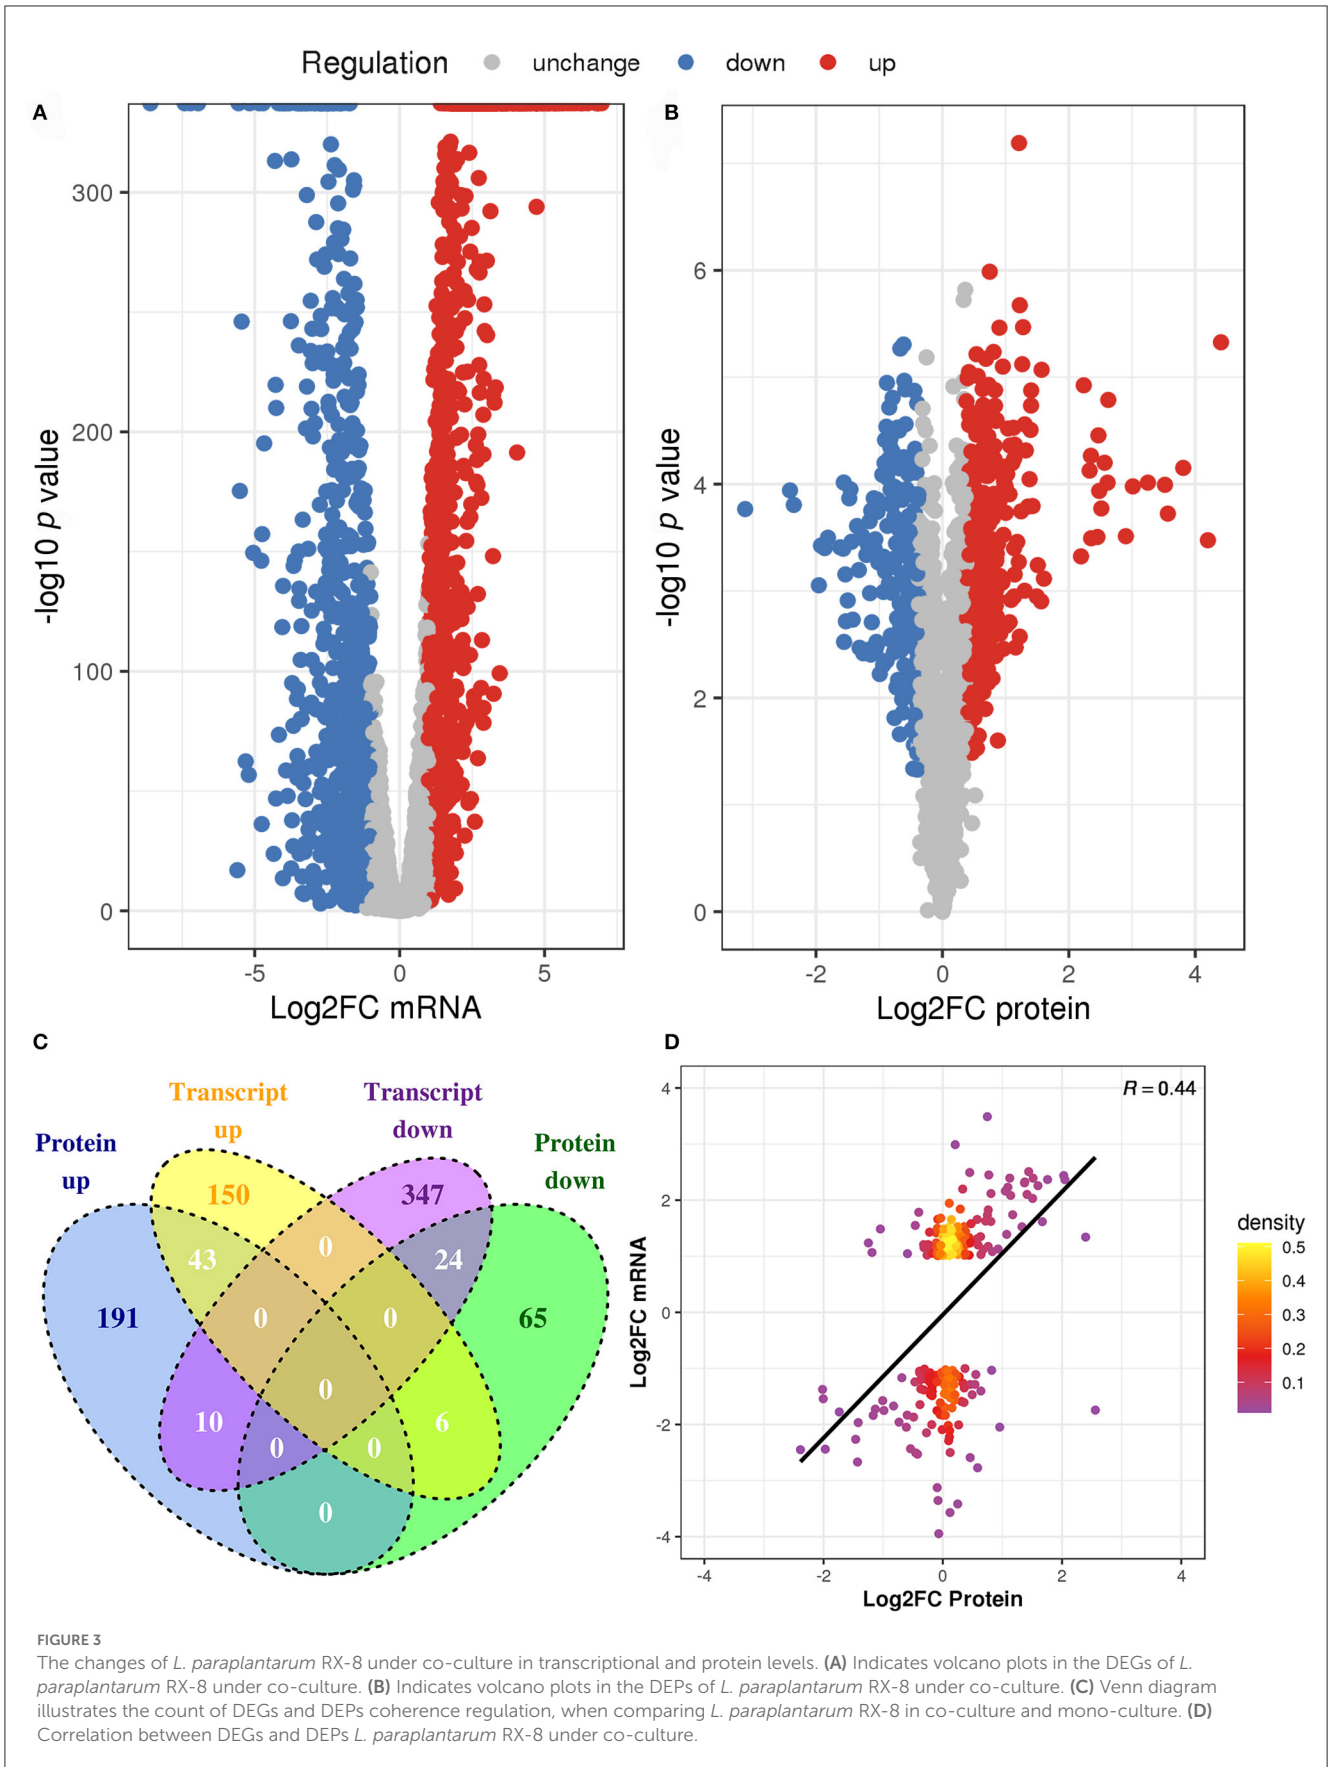 Regulation unchange down up
A
300
200
100
0
-5 0 5
-log10 p value
Log2FC mRNA
B
6
4
2
0
-2 0 2 4
-log10 p value
Log2FC protein
C
Transcript
up
Transcript
down
Protein
up
Protein
down
150
347
43
0
24
191
0
0
65
0
10
6
0
0
0
D
R = 0.44
4
2
0
-2
-4
-4 -2 0 2 4
Log2FC mRNA
Log2FC Protein
density
0.5
0.4
0.3
0.2
0.1
FIGURE 3
The changes of L. paraplantarum RX-8 under co-culture in transcriptional and protein levels. (A) Indicates volcano plots in the DEGs of L.
paraplantarum RX-8 under co-culture. (B) Indicates volcano plots in the DEPs of L. paraplantarum RX-8 under co-culture. (C) Venn diagram
illustrates the count of DEGs and DEPs coherence regulation, when comparing L. paraplantarum RX-8 in co-culture and mono-culture. (D)
Correlation between DEGs and DEPs L. paraplantarum RX-8 under co-culture.